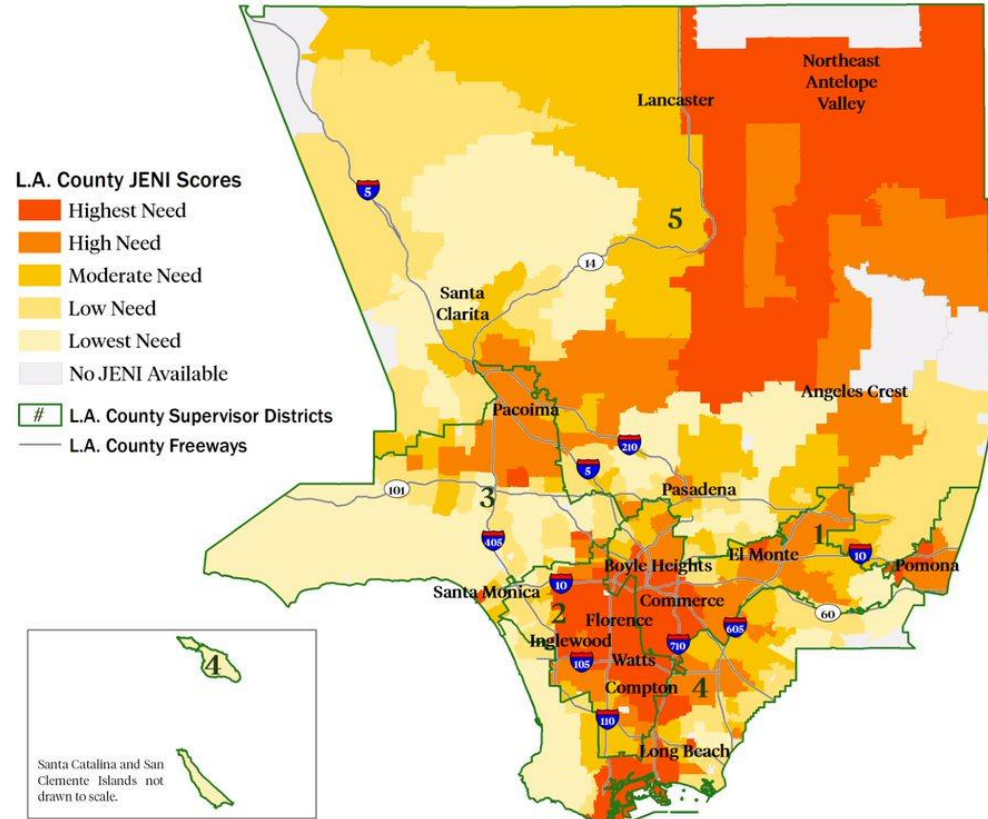 L.A. County JENI Scores
Highest Need
High Need
Moderate Need
Low Need
Lowest Need
No JENI Available
# L.A. County Supervisor Districts
L.A. County Freeways
Northeast
Antelope
Valley
Lancaster
5
5
14
Santa
Clarita
Angeles Crest
Pacoima
210
5
Pasadena
101
3
405
1
El Monte
10
Boyle Heights
Pomona
10
Santa Monica
Commerce
2
Florence
60
605
Inglewood
710
105
Watts
Compton
4
110
Long Beach
4
Santa Catalina and San
Clemente Islands not
drawn to scale.